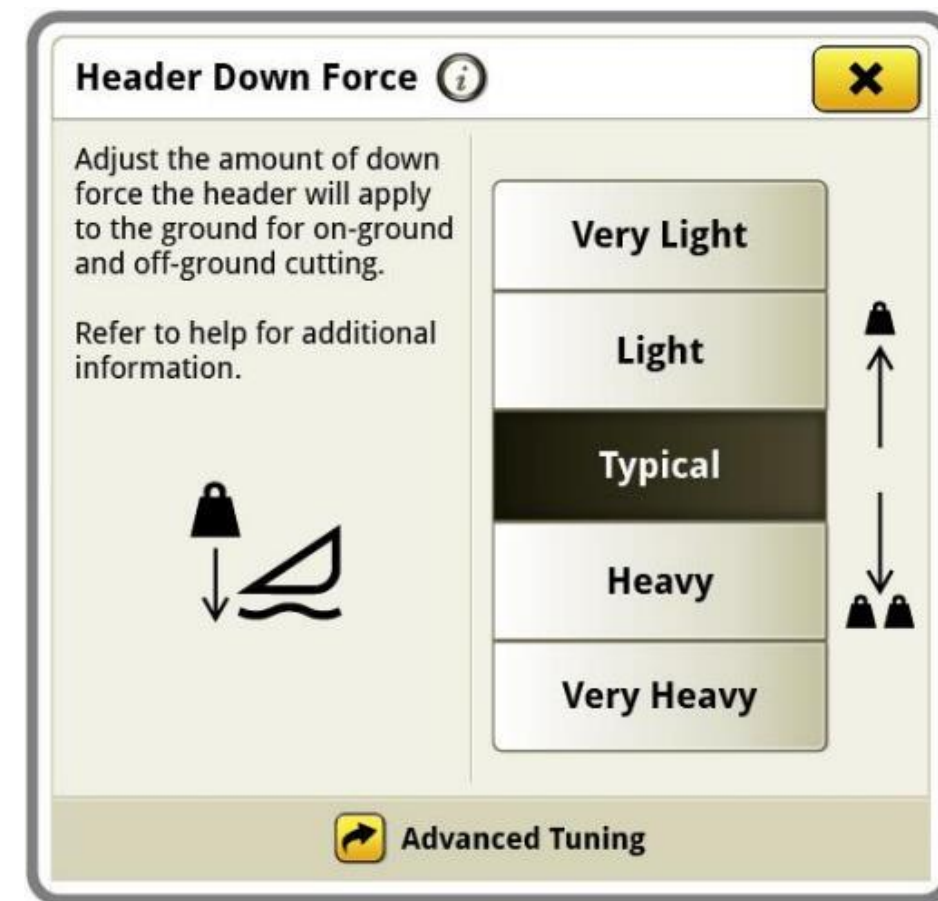 Header Down Force i
Adjust the amount of down
force the header will apply
to the ground for on-ground
and off-ground cutting.
Refer to help for additional
information.
Very Light
Light
Typical
Heavy
Very Heavy
Advanced Tuning